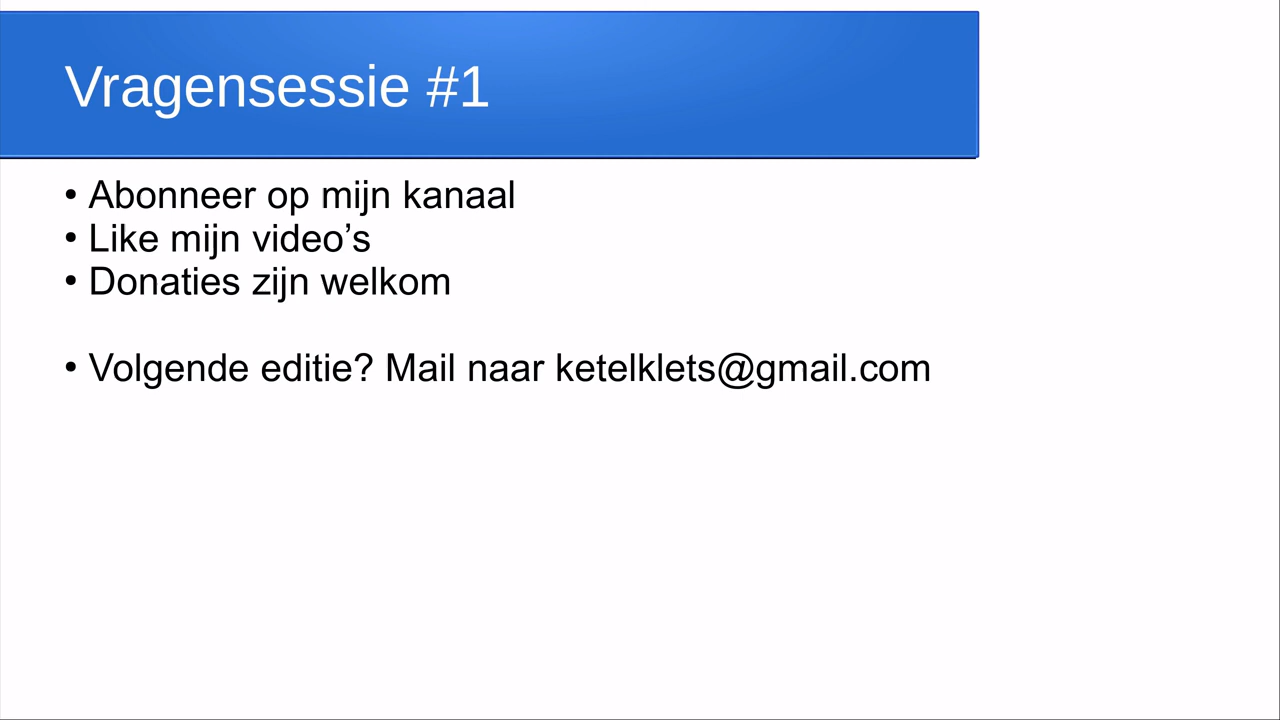 Vragensessie #1
• Abonneer op mijn kanaal
• Like mijn video’s
• Donaties zijn welkom
• Volgende editie? Mail naar ketelklets@gmail.com